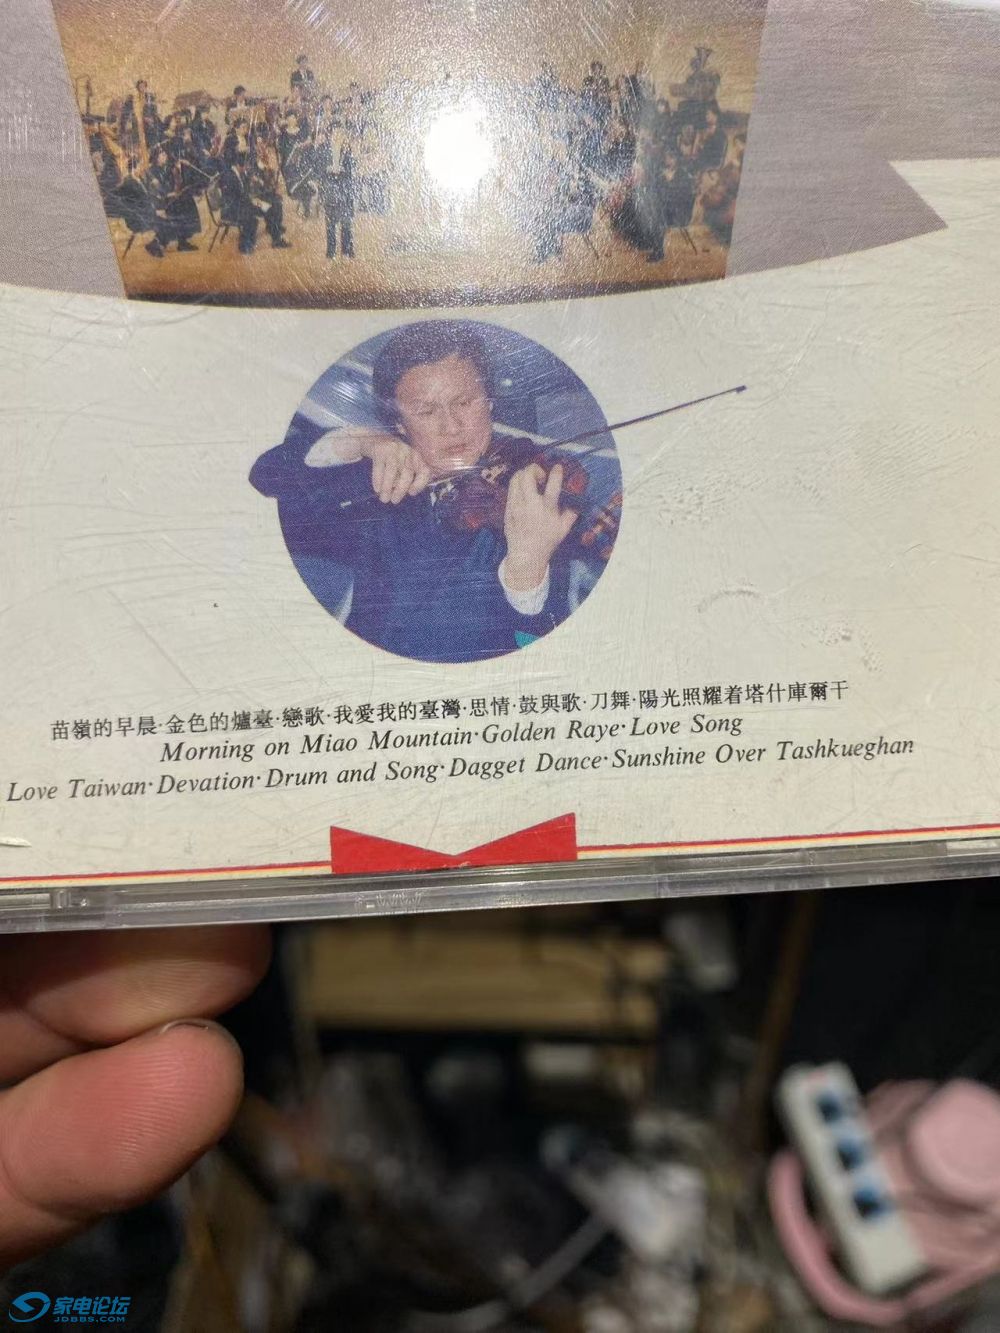 苗嶺的早晨·金色的爐臺·戀歌·我愛我的臺灣·思情·鼓與歌·刀舞·陽光照耀着塔什庫爾干
Morning on Miao Mountain·Golden Raye·Love Song
Love Taiwan·Devation·Drum and Song·Dagget Dance·Sunshine Over Tashkueghan
家电论坛
JDBBS.COM